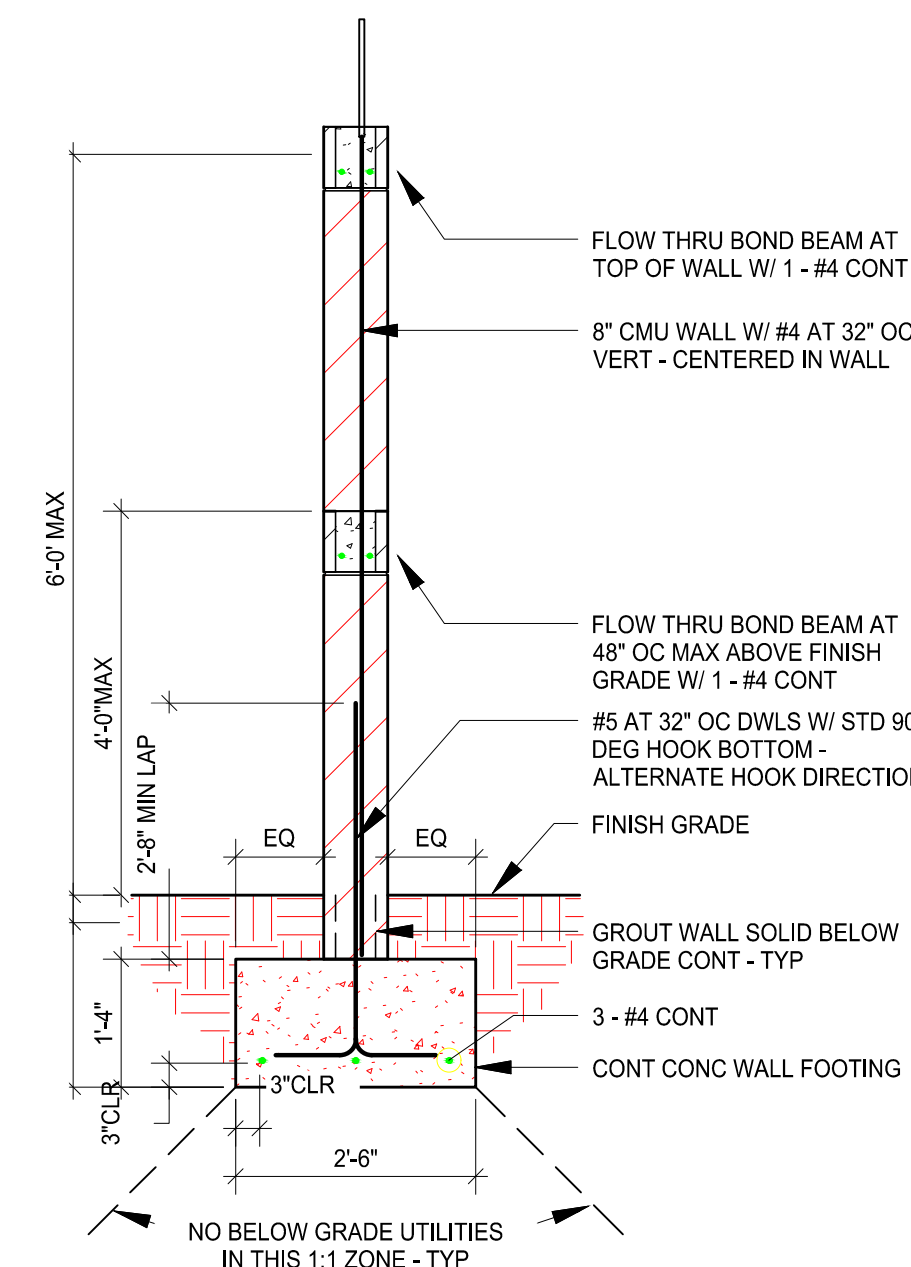 FLOW THRU BOND BEAM AT
TOP OF WALL W/ 1 - #4 CONT
8" CMU WALL W/ #4 AT 32" OC
VERT - CENTERED IN WALL
6'-0' MAX
4'-0"MAX
2'-8" MIN LAP
FLOW THRU BOND BEAM AT
48" OC MAX ABOVE FINISH
GRADE W/ 1 - #4 CONT
#5 AT 32" OC DWLS W/ STD 90
DEG HOOK BOTTOM -
ALTERNATE HOOK DIRECTION
EQ
EQ
FINISH GRADE
GROUT WALL SOLID BELOW
GRADE CONT - TYP
1'-4"
3 - #4 CONT
CONT CONC WALL FOOTING
3"CLR
3"CLR
2'-6"
NO BELOW GRADE UTILITIES
IN THIS 1:1 ZONE - TYP